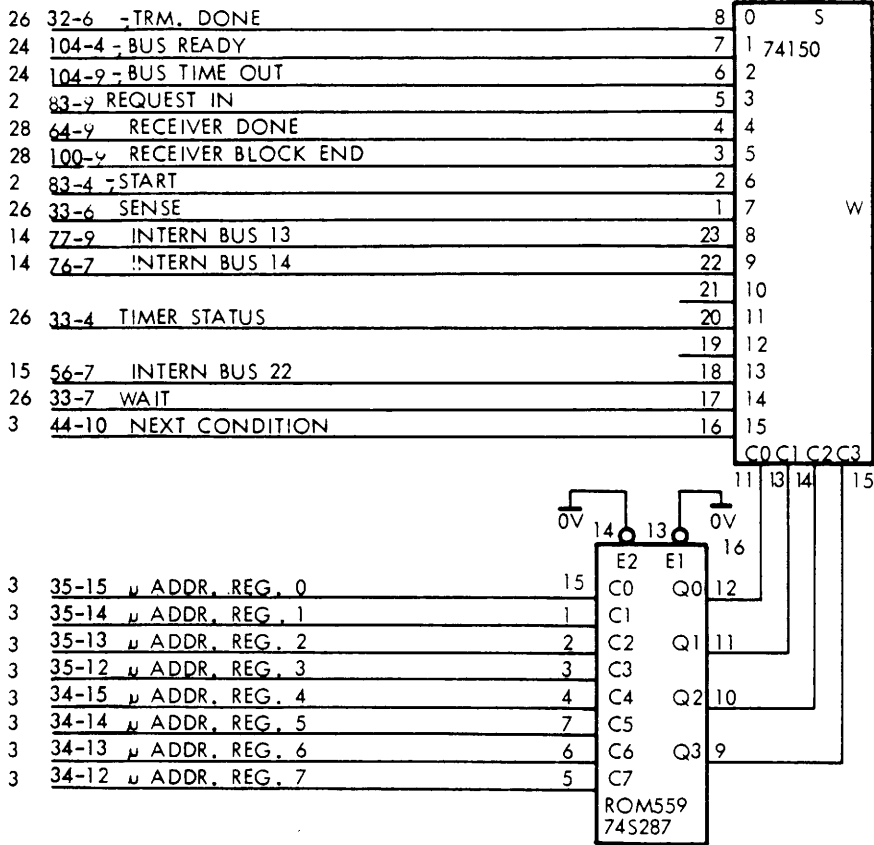 26 32-6 -,TRM. DONE 8 0 S
24 104-4 -, BUS READY 7 1 74150
24 104-9 -, BUS TIME OUT 6 2
2 83-9 REQUEST IN 5 3
28 64-9 RECEIVER DONE 4 4
28 100-9 RECEIVER BLOCK END 3 5
2 83-4 -,START 2 6
26 33-6 SENSE 1 7 W
14 77-9 INTERN BUS 13 23 8
14 76-7 INTERN BUS 14 22 9
21 10
26 33-4 TIMER STATUS 20 11
19 12
15 56-7 INTERN BUS 22 18 13
26 33-7 WAIT 17 14
3 44-10 NEXT CONDITION 16 15
C0 C1 C2 C3
11 13 14 15
0V 14 13 0V
E2 E1 16
3 35-15 μ ADDR. REG. 0 15 C0 Q0 12
3 35-14 μ ADDR. REG. 1 1 C1
3 35-13 μ ADDR. REG. 2 2 C2 Q1 11
3 35-12 μ ADDR. REG. 3 3 C3
3 34-15 μ ADDR. REG. 4 4 C4 Q2 10
3 34-14 μ ADDR. REG. 5 7 C5
3 34-13 μ ADDR. REG. 6 6 C6 Q3 9
3 34-12 μ ADDR. REG. 7 5 C7
ROM559
74S287